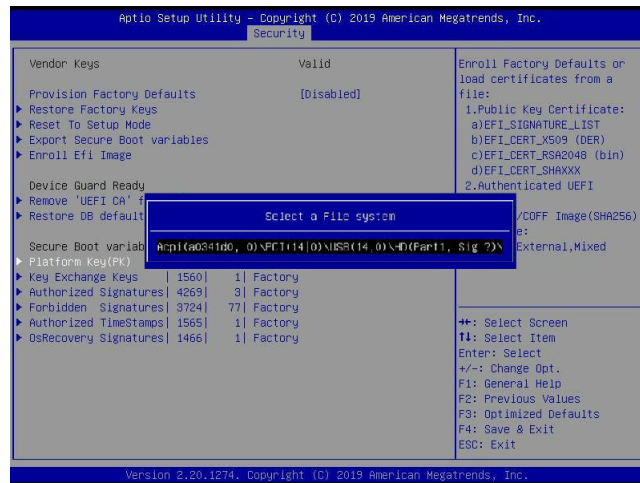 Aptio Setup Utility – Copyright (C) 2019 American Megatrends, Inc.
Security
Vendor Keys Valid
Provision Factory Defaults [Disabled]
Restore Factory Keys
Reset To Setup Mode
Export Secure Boot variables
Enroll Efi Image
Device Guard Ready
Remove 'UEFI CA' f
Restore DB default
Secure Boot variab
Platform Key(PK)
Key Exchange Keys | 1560| 1| Factory
Authorized Signatures| 4269| 3| Factory
Forbidden Signatures| 3724| 77| Factory
Authorized TimeStamps| 1565| 1| Factory
OsRecovery Signatures| 1466| 1| Factory
Select a File system
Acpi(a0341d0, 0)\PCI(14|0)\USB(14,0)\HD(Part1, Sig ?)\
Enroll Factory Defaults or
load certificates from a
file:
1.Public Key Certificate:
a)EFI_SIGNATURE_LIST
b)EFI_CERT_X509 (DER)
c)EFI_CERT_RSA2048 (bin)
d)EFI_CERT_SHAXXX
2.Authenticated UEFI
/COFF Image(SHA256)
e:
External,Mixed
→←: Select Screen
↑↓: Select Item
Enter: Select
+/-: Change Opt.
F1: General Help
F2: Previous Values
F3: Optimized Defaults
F4: Save & Exit
ESC: Exit
Version 2.20.1274. Copyright (C) 2019 American Megatrends, Inc.